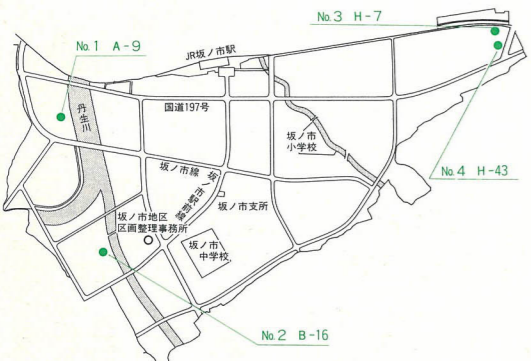 No.3 H-7
No.1 A-9
JR坂ノ市駅
丹生川
国道197号
坂ノ市
小学校
坂ノ市線
坂ノ市駅前線
坂ノ市支所
No.4 H-43
坂ノ市地区
区画整理事務所
坂ノ市
中学校
No.2 B-16